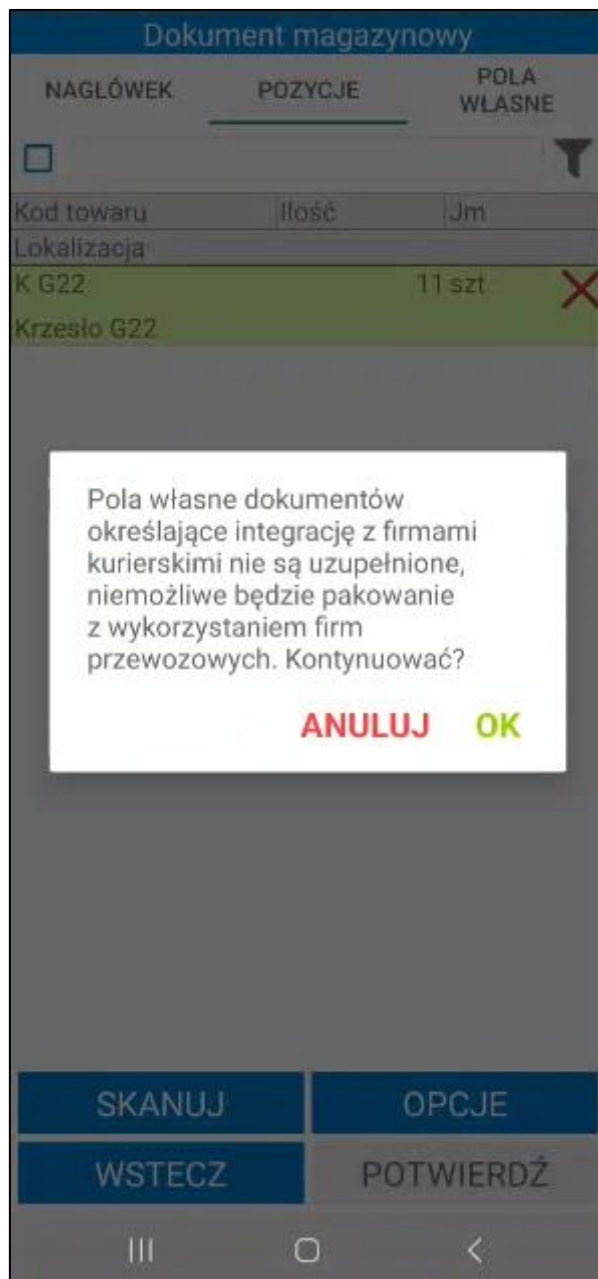 Dokument magazynowy
NAGŁÓWEK POZYCJE POLA WŁASNE
Kod towaru Ilość Jm
Lokalizacja
K G22 11 szt
Krzesło G22
Pola własne dokumentów
określające integrację z firmami
kurierskimi nie są uzupełnione,
niemożliwe będzie pakowanie
z wykorzystaniem firm
przewozowych. Kontynuować?
ANULUJ OK
SKANUJ OPCJE
WSTECZ POTWIERDŹ